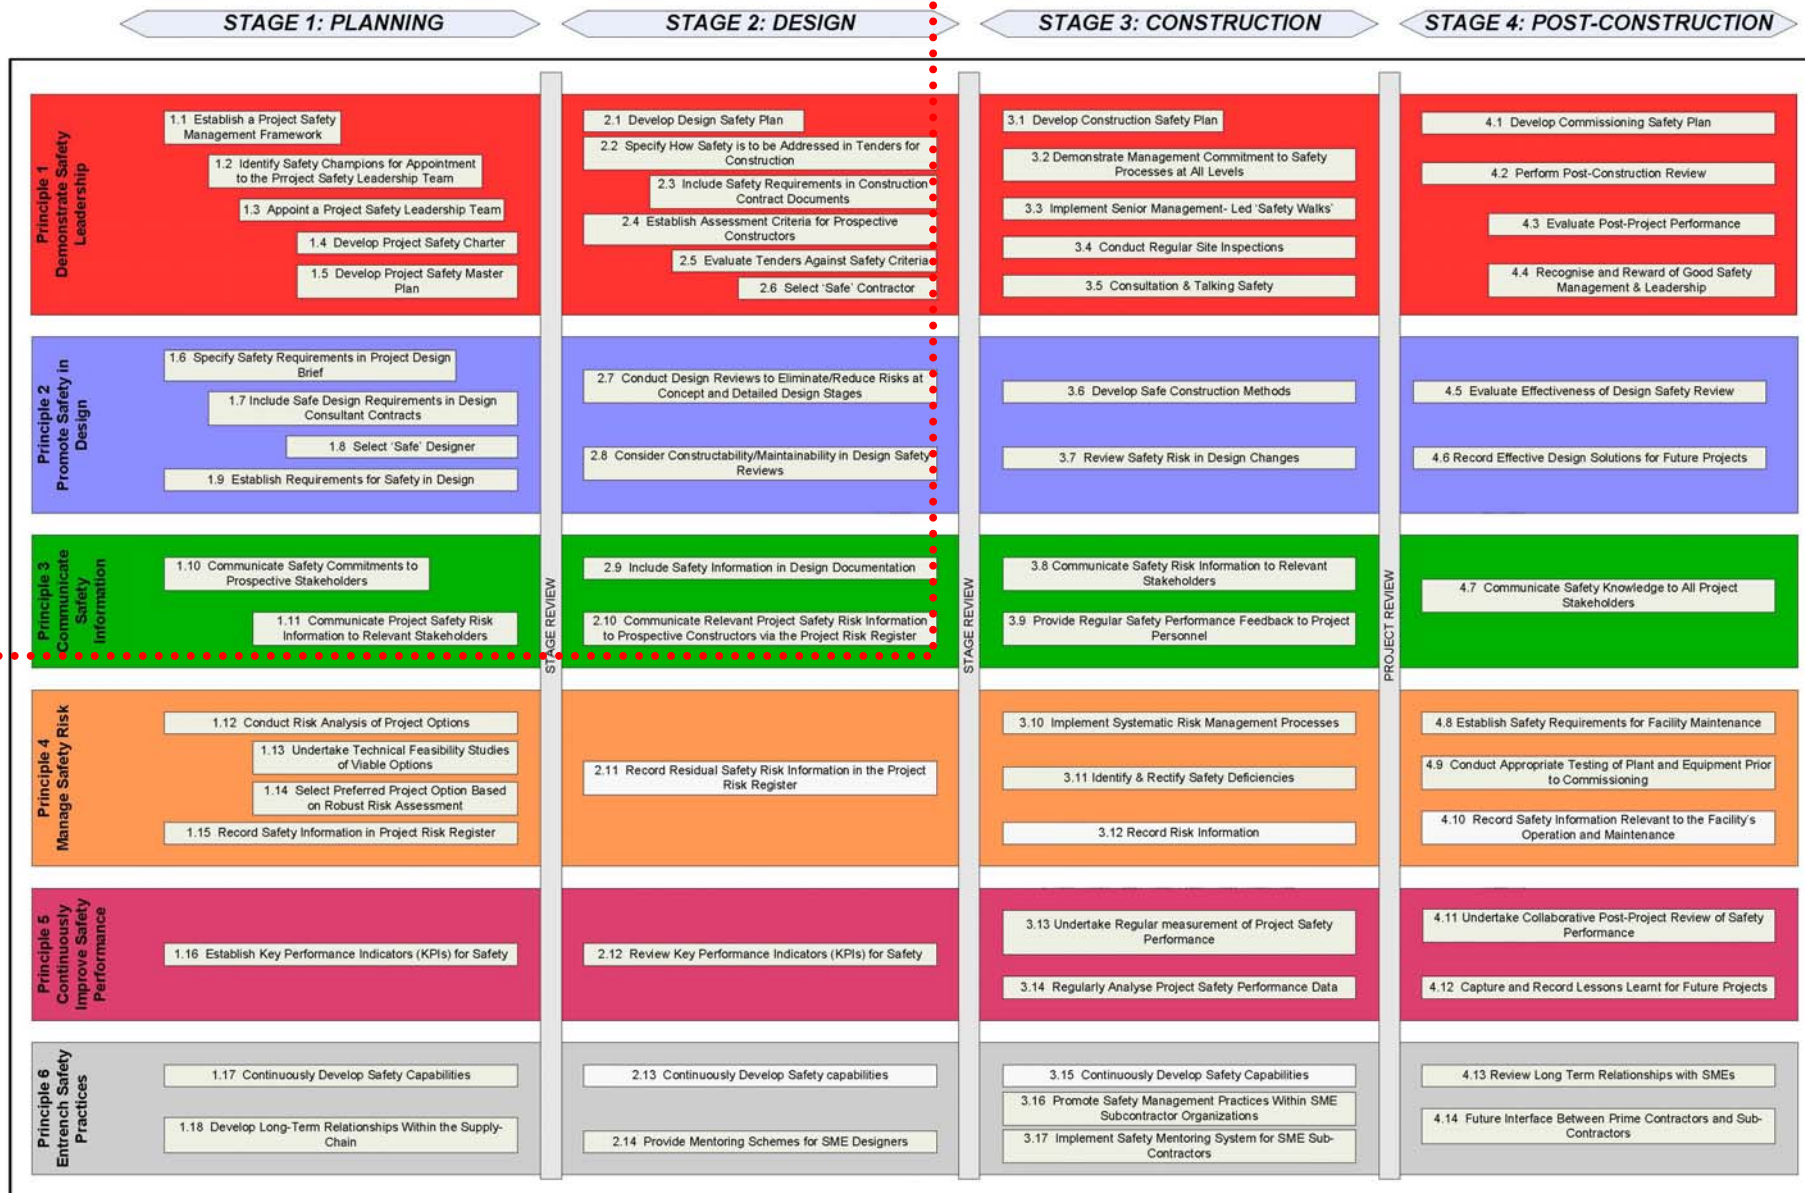 STAGE 1: PLANNING
STAGE 2: DESIGN
STAGE 3: CONSTRUCTION
STAGE 4: POST-CONSTRUCTION
Principle 1
Demonstrate Safety
Leadership
1.1 Establish a Project Safety
Management Framework
1.2 Identify Safety Champions for Appointment
to the Prroject Safety Leadership Team
1.3 Appoint a Project Safety Leadership Team
1.4 Develop Project Safety Charter
1.5 Develop Project Safety Master
Plan
2.1 Develop Design Safety Plan
2.2 Specify How Safety is to be Addressed in Tenders for
Construction
2.3 Include Safety Requirements in Construction
Contract Documents
2.4 Establish Assessment Criteria for Prospective
Constructors
2.5 Evaluate Tenders Against Safety Criteria
2.6 Select 'Safe' Contractor
3.1 Develop Construction Safety Plan
3.2 Demonstrate Management Commitment to Safety
Processes at All Levels
3.3 Implement Senior Management- Led 'Safety Walks'
3.4 Conduct Regular Site Inspections
3.5 Consultation & Talking Safety
4.1 Develop Commissioning Safety Plan
4.2 Perform Post-Construction Review
4.3 Evaluate Post-Project Performance
4.4 Recognise and Reward of Good Safety
Management & Leadership
Principle 2
Promote Safety in
Design
1.6 Specify Safety Requirements in Project Design
Brief
1.7 Include Safe Design Requirements in Design
Consultant Contracts
1.8 Select 'Safe' Designer
1.9 Establish Requirements for Safety in Design
2.7 Conduct Design Reviews to Eliminate/Reduce Risks at
Concept and Detailed Design Stages
2.8 Consider Constructability/Maintainability in Design Safety
Reviews
3.6 Develop Safe Construction Methods
3.7 Review Safety Risk in Design Changes
4.5 Evaluate Effectiveness of Design Safety Review
4.6 Record Effective Design Solutions for Future Projects
Principle 3
Communicate
Safety
Information
1.10 Communicate Safety Commitments to
Prospective Stakeholders
1.11 Communicate Project Safety Risk
Information to Relevant Stakeholders
2.9 Include Safety Information in Design Documentation
2.10 Communicate Relevant Project Safety Risk Information
to Prospective Constructors via the Project Risk Register
3.8 Communicate Safety Risk Information to Relevant
Stakeholders
3.9 Provide Regular Safety Performance Feedback to Project
Personnel
4.7 Communicate Safety Knowledge to All Project
Stakeholders
STAGE REVIEW
STAGE REVIEW
PROJECT REVIEW
Principle 4
Manage Safety Risk
1.12 Conduct Risk Analysis of Project Options
1.13 Undertake Technical Feasibility Studies
of Viable Options
1.14 Select Preferred Project Option Based
on Robust Risk Assessment
1.15 Record Safety Information in Project Risk Register
2.11 Record Residual Safety Risk Information in the Project
Risk Register
3.10 Implement Systematic Risk Management Processes
3.11 Identify & Rectify Safety Deficiencies
3.12 Record Risk Information
4.8 Establish Safety Requirements for Facility Maintenance
4.9 Conduct Appropriate Testing of Plant and Equipment Prior
to Commissioning
4.10 Record Safety Information Relevant to the Facility's
Operation and Maintenance
Principle 5
Continuously
Improve Safety
Performance
1.16 Establish Key Performance Indicators (KPIs) for Safety
2.12 Review Key Performance Indicators (KPIs) for Safety
3.13 Undertake Regular measurement of Project Safety
Performance
3.14 Regularly Analyse Project Safety Performance Data
4.11 Undertake Collaborative Post-Project Review of Safety
Performance
4.12 Capture and Record Lessons Learnt for Future Projects
Principle 6
Entrench Safety
Practices
1.17 Continuously Develop Safety Capabilities
1.18 Develop Long-Term Relationships Within the Supply-
Chain
2.13 Continuously Develop Safety capabilities
2.14 Provide Mentoring Schemes for SME Designers
3.15 Continuously Develop Safety Capabilities
3.16 Promote Safety Management Practices Within SME
Subcontractor Organizations
3.17 Implement Safety Mentoring System for SME Sub-
Contractors
4.13 Review Long Term Relationships with SMEs
4.14 Future Interface Between Prime Contractors and Sub-
Contractors